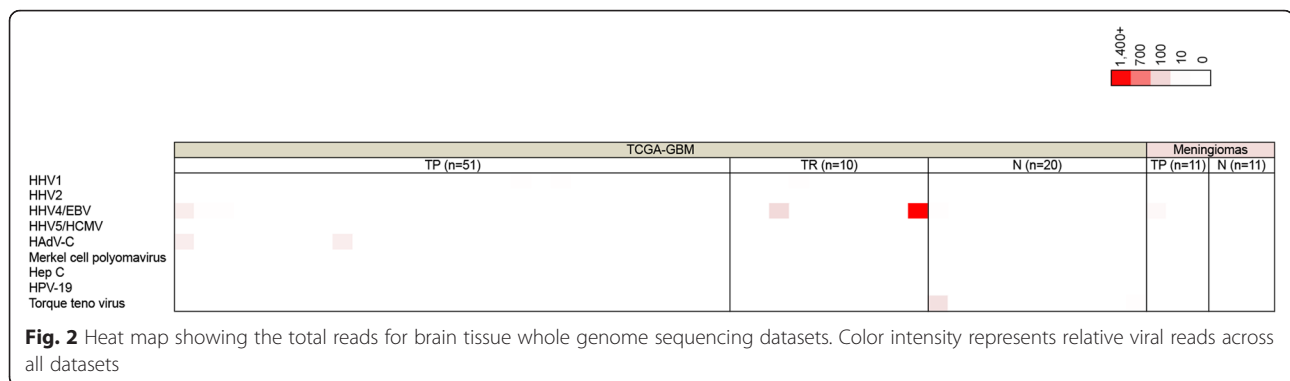 1,400+
700
100
10
0
TCGA-GBM
Meningiomas
TP (n=51)
TR (n=10)
N (n=20)
TP (n=11)
N (n=11)
HHV1
HHV2
HHV4/EBV
HHV5/HCMV
HAdV-C
Merkel cell polyomavirus
Hep C
HPV-19
Torque teno virus
Fig. 2 Heat map showing the total reads for brain tissue whole genome sequencing datasets. Color intensity represents relative viral reads across
all datasets